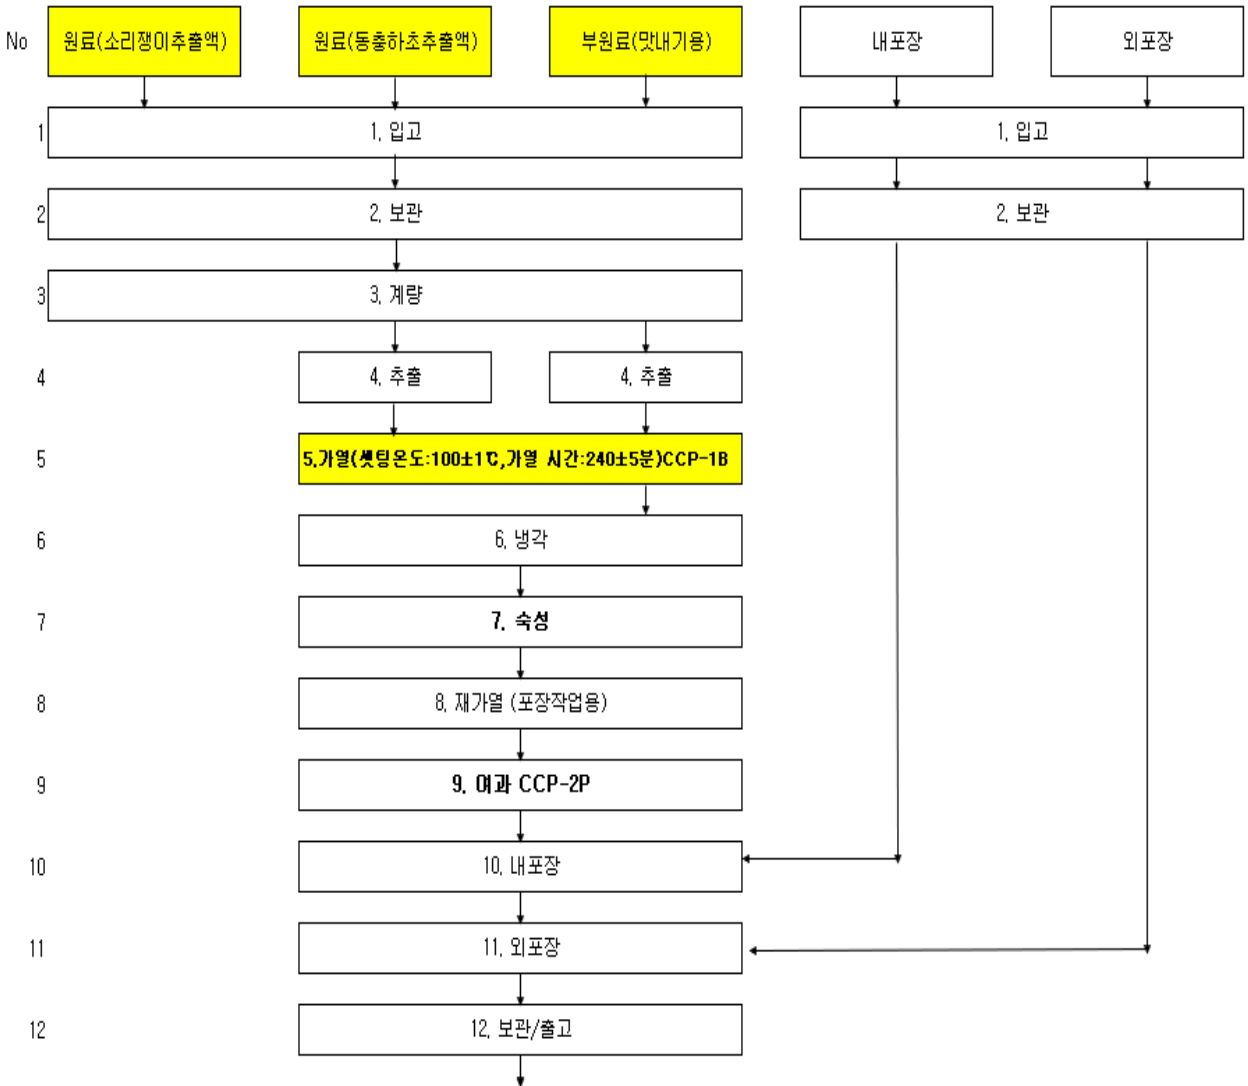 No
원료(소리쟁이추출액)
원료(동충하초추출액)
부원료(맛내기용)
내포장
외포장
1
1, 입고
1, 입고
2
2, 보관
2, 보관
3
3, 계량
4
4, 추출
4, 추출
5
5.가열(셋팅온도:100±1℃,가열 시간:240±5분)CCP-1B
6
6, 냉각
7
7. 숙성
8
8, 재가열 (포장작업용)
9
9. 여과 CCP-2P
10
10, 내포장
11
11, 외포장
12
12, 보관/출고